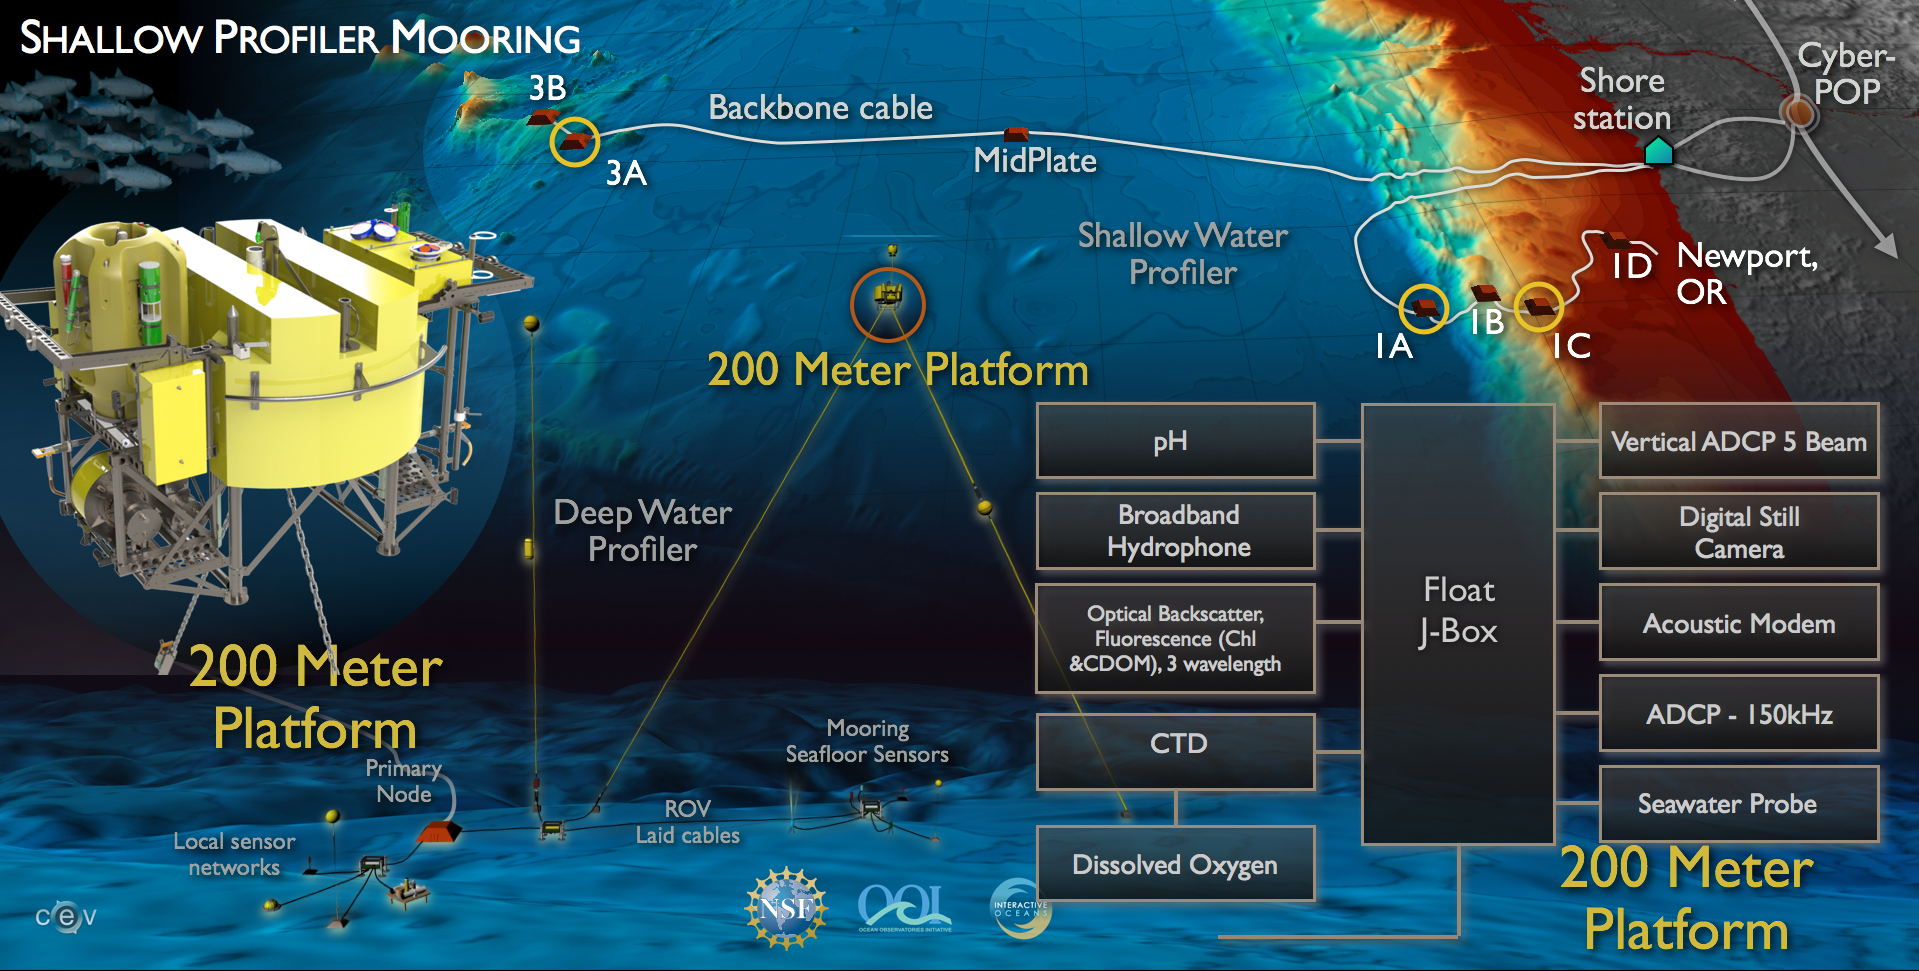 SHALLOW PROFILER MOORING
3B
3A
Backbone cable
MidPlate
Shore
station
Cyber-
POP
Shallow Water
Profiler
1D
Newport,
OR
1A
1B
1C
200 Meter Platform
Deep Water
Profiler
pH
Broadband
Hydrophone
Optical Backscatter,
Fluorescence (Chl
&CDOM), 3 wavelength
CTD
Dissolved Oxygen
Float
J-Box
Vertical ADCP 5 Beam
Digital Still
Camera
Acoustic Modem
ADCP - 150kHz
Seawater Probe
200 Meter
Platform
200 Meter
Platform
Primary
Node
Mooring
Seafloor Sensors
ROV
Laid cables
Local sensor
networks
cev
NSF
OOI
OCEAN OBSERVATORIES INITIATIVE
INTERACTIVE
OCEANS